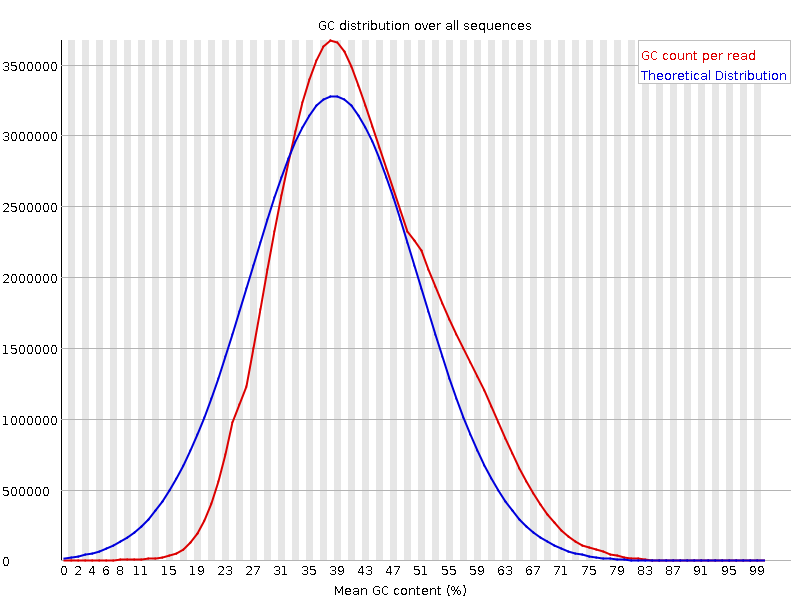 GC distribution over all sequences
GC count per read
Theoretical Distribution
3500000
3000000
2500000
2000000
1500000
1000000
500000
0
0 2 4 6 8 11 15 19 23 27 31 35 39 43 47 51 55 59 63 67 71 75 79 83 87 91 95 99
Mean GC content (%)